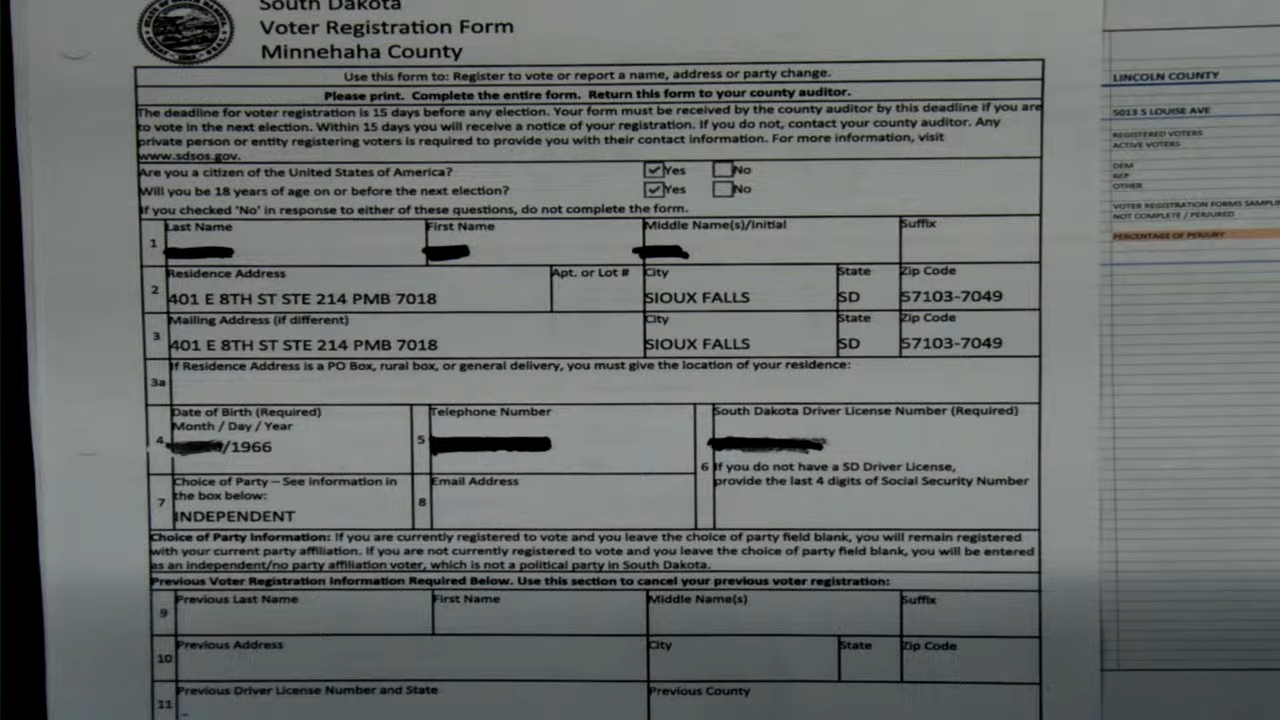 South Dakota
Voter Registration Form
Minnehaha County
Use this form to: Register to vote or report a name, address or party change.
Please print. Complete the entire form. Return this form to your county auditor.
The deadline for voter registration is 15 days before any election. Your form must be received by the county auditor by this deadline if you are
to vote in the next election. Within 15 days you will receive a notice of your registration. If you do not, contact your county auditor. Any
private person or entity registering voters is required to provide you with their contact information. For more information, visit
www.sdsos.gov.
Are you a citizen of the United States of America? Yes No
Will you be 18 years of age on or before the next election? Yes No
If you checked 'No' in response to either of these questions, do not complete the form.
1 Last Name First Name Middle Name(s)/Initial Suffix
2 Residence Address Apt. or Lot # City State Zip Code
401 E 8TH ST STE 214 PMB 7018 SIOUX FALLS SD 57103-7049
3 Mailing Address (if different) City State Zip Code
401 E 8TH ST STE 214 PMB 7018 SIOUX FALLS SD 57103-7049
3a If Residence Address is a PO Box, rural box, or general delivery, you must give the location of your residence:
4 Date of Birth (Required)
Month / Day / Year
/1966
5 Telephone Number
6 South Dakota Driver License Number (Required)
If you do not have a SD Driver License,
provide the last 4 digits of Social Security Number
7 Choice of Party – See information in
the box below:
INDEPENDENT
8 Email Address
Choice of Party Information: If you are currently registered to vote and you leave the choice of party field blank, you will remain registered
with your current party affiliation. If you are not currently registered to vote and you leave the choice of party field blank, you will be entered
as an independent/no party affiliation voter, which is not a political party in South Dakota.
Previous Voter Registration Information Required Below. Use this section to cancel your previous voter registration:
9 Previous Last Name First Name Middle Name(s) Suffix
10 Previous Address City State Zip Code
11 Previous Driver License Number and State Previous County
LINCOLN COUNTY
5013 S LOUISE AVE
REGISTERED VOTERS
ACTIVE VOTERS
DEM
REP
OTHER
VOTER REGISTRATION FORMS
NOT COMPLETE / PERJURED
PERCENTAGE OF PERJURY